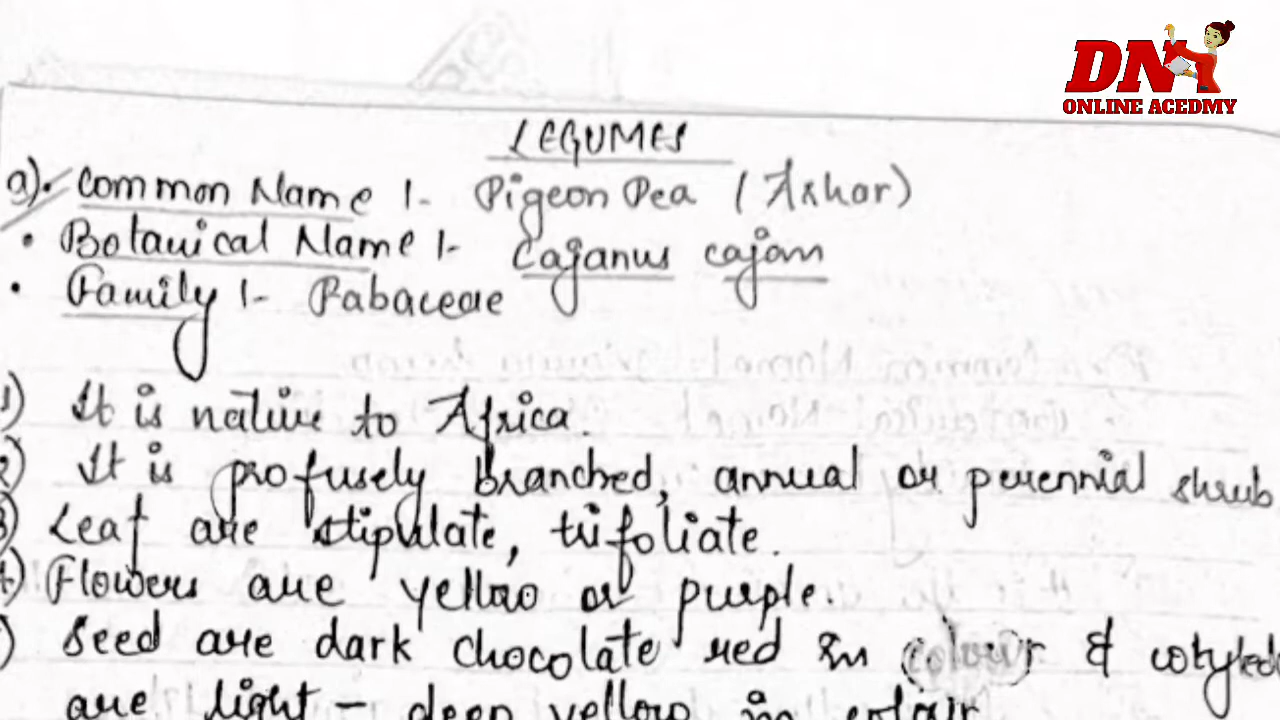 DNA
ONLINE ACEDMY
LEGUMES
a). Common Name :- Pigeon Pea (Arhar)
• Botanical Name :- Cajanus cajan
• Family :- Fabaceae
1) It is native to Africa.
2) It is profusely branched, annual or perennial shrub
3) Leaf are stipulate, trifoliate.
4) Flowers are yellow or purple.
) Seed are dark chocolate red in colour & cotyled
are light – deep yellow in colour